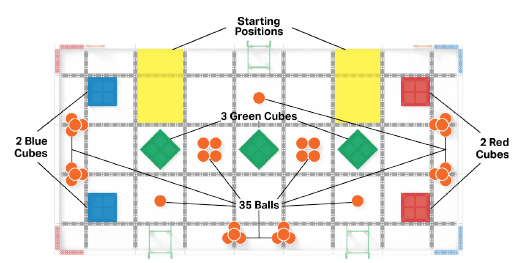 Starting
Positions
3 Green Cubes
2 Blue
Cubes
2 Red
Cubes
35 Balls